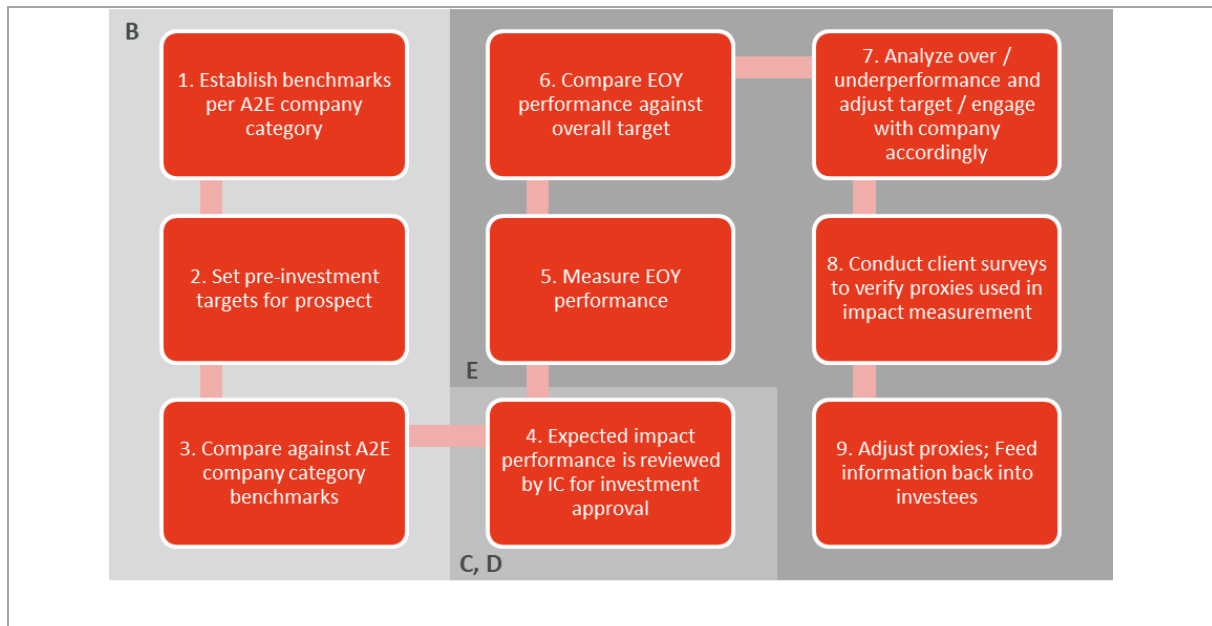 B
1. Establish benchmarks
per A2E company
category
2. Set pre-investment
targets for prospect
3. Compare against A2E
company category
benchmarks
C, D
4. Expected impact
performance is reviewed
by IC for investment
approval
E
5. Measure EOY
performance
6. Compare EOY
performance against
overall target
7. Analyze over /
underperformance and
adjust target / engage
with company
accordingly
8. Conduct client surveys
to verify proxies used in
impact measurement
9. Adjust proxies; Feed
information back into
investees